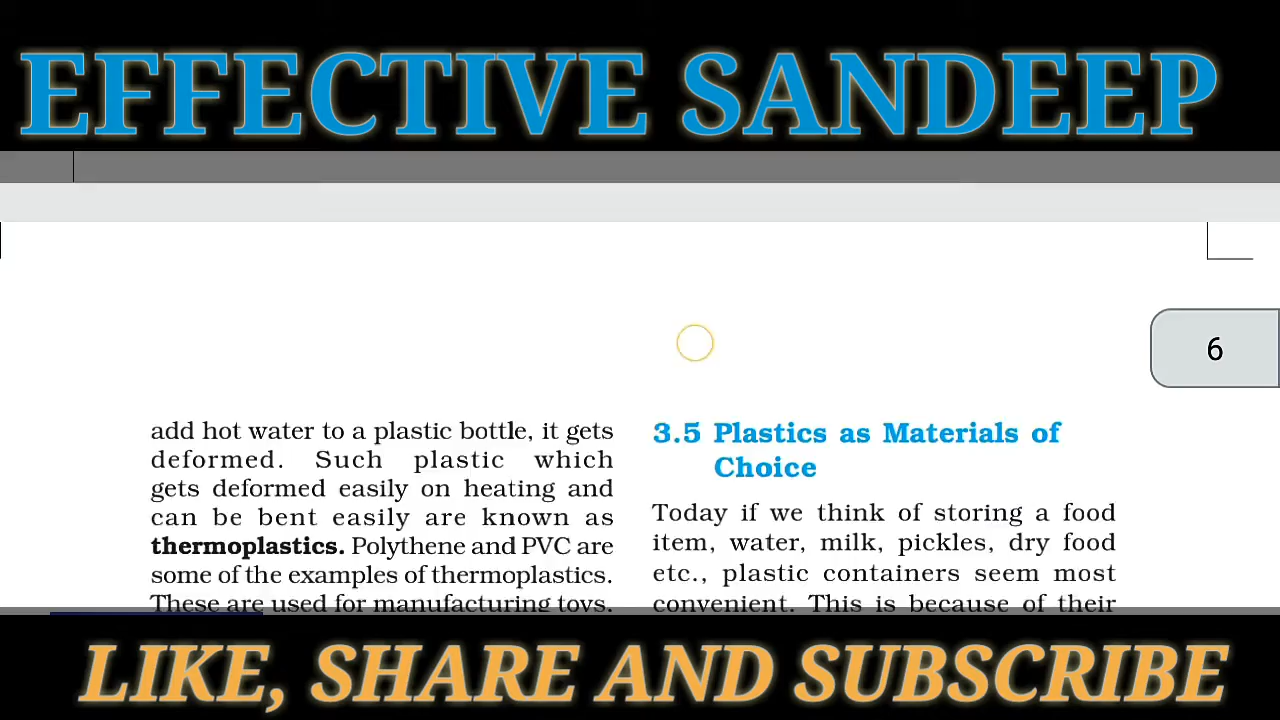 EFFECTIVE SANDEEP
6
add hot water to a plastic bottle, it gets
deformed. Such plastic which
gets deformed easily on heating and
can be bent easily are known as
thermoplastics. Polythene and PVC are
some of the examples of thermoplastics.
These are used for manufacturing toys,
3.5 Plastics as Materials of
Choice
Today if we think of storing a food
item, water, milk, pickles, dry food
etc., plastic containers seem most
convenient. This is because of their
LIKE, SHARE AND SUBSCRIBE